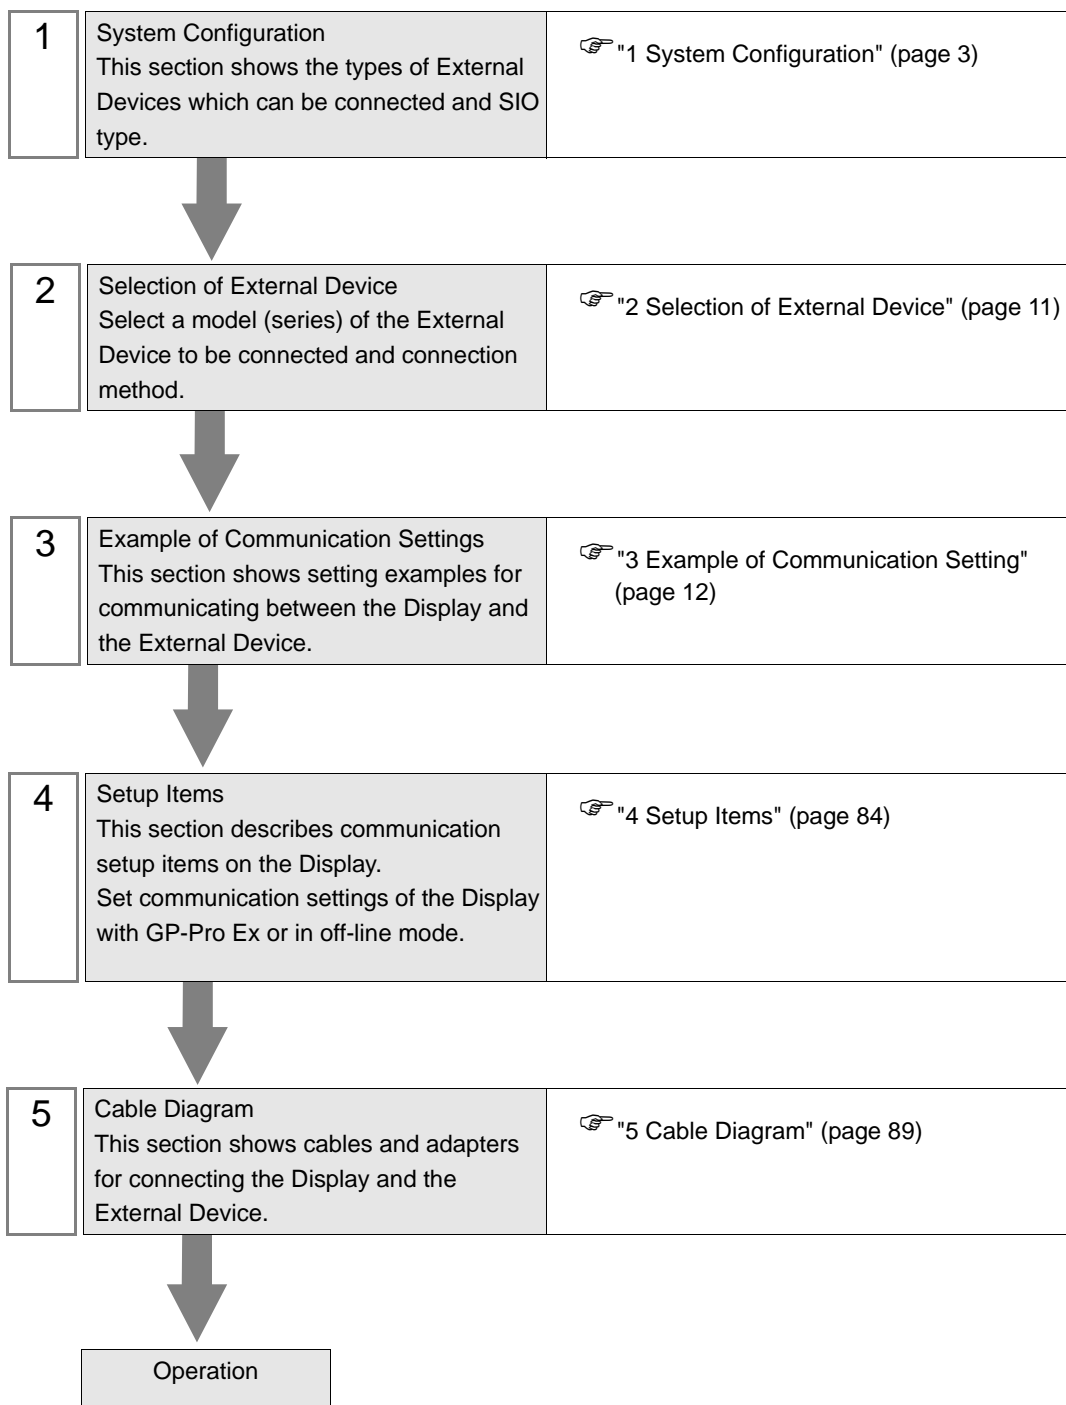 1
System Configuration
This section shows the types of External
Devices which can be connected and SIO
type.
"1 System Configuration" (page 3)
2
Selection of External Device
Select a model (series) of the External
Device to be connected and connection
method.
"2 Selection of External Device" (page 11)
3
Example of Communication Settings
This section shows setting examples for
communicating between the Display and
the External Device.
"3 Example of Communication Setting"
(page 12)
4
Setup Items
This section describes communication
setup items on the Display.
Set communication settings of the Display
with GP-Pro Ex or in off-line mode.
"4 Setup Items" (page 84)
5
Cable Diagram
This section shows cables and adapters
for connecting the Display and the
External Device.
"5 Cable Diagram" (page 89)
Operation